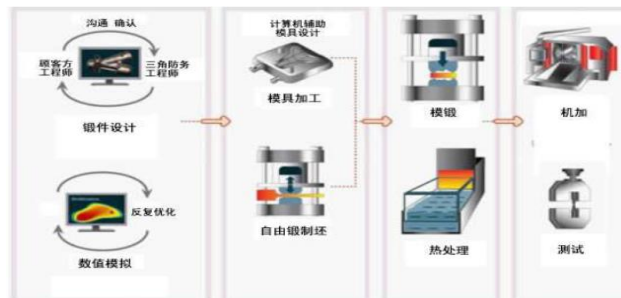 沟通 确认
顾客方
工程师
三角防务
工程师
锻件设计
反复优化
数值模拟
计算机辅助
模具设计
模具加工
自由锻制坯
模锻
热处理
机加
测试